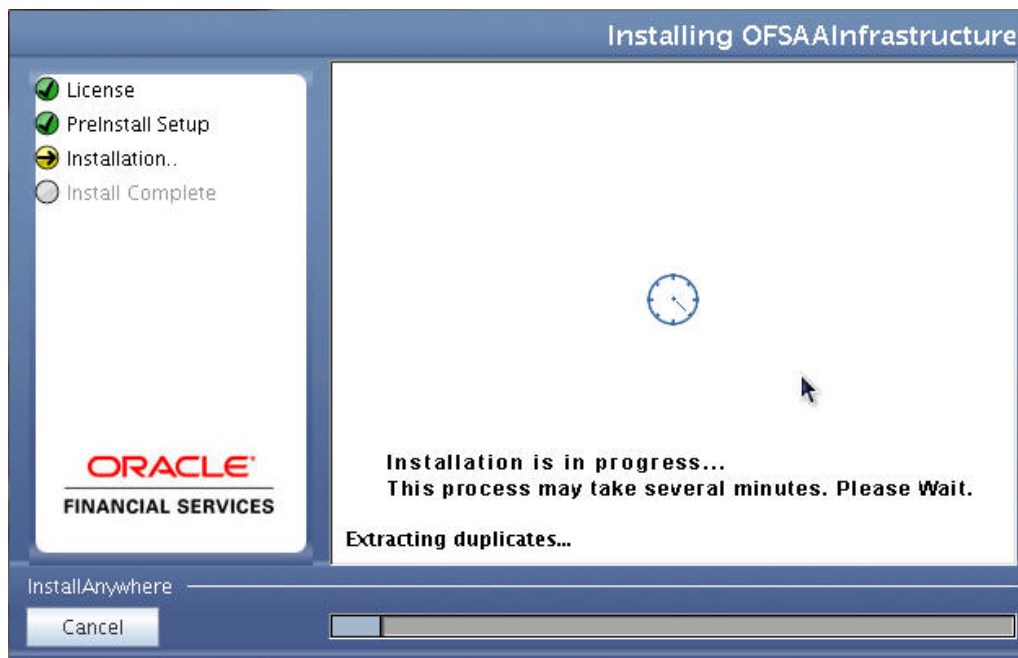 Installing OFSAAInfrastructure
License
PreInstall Setup
Installation..
Install Complete
ORACLE
FINANCIAL SERVICES
Installation is in progress...
This process may take several minutes. Please Wait.
Extracting duplicates...
InstallAnywhere
Cancel